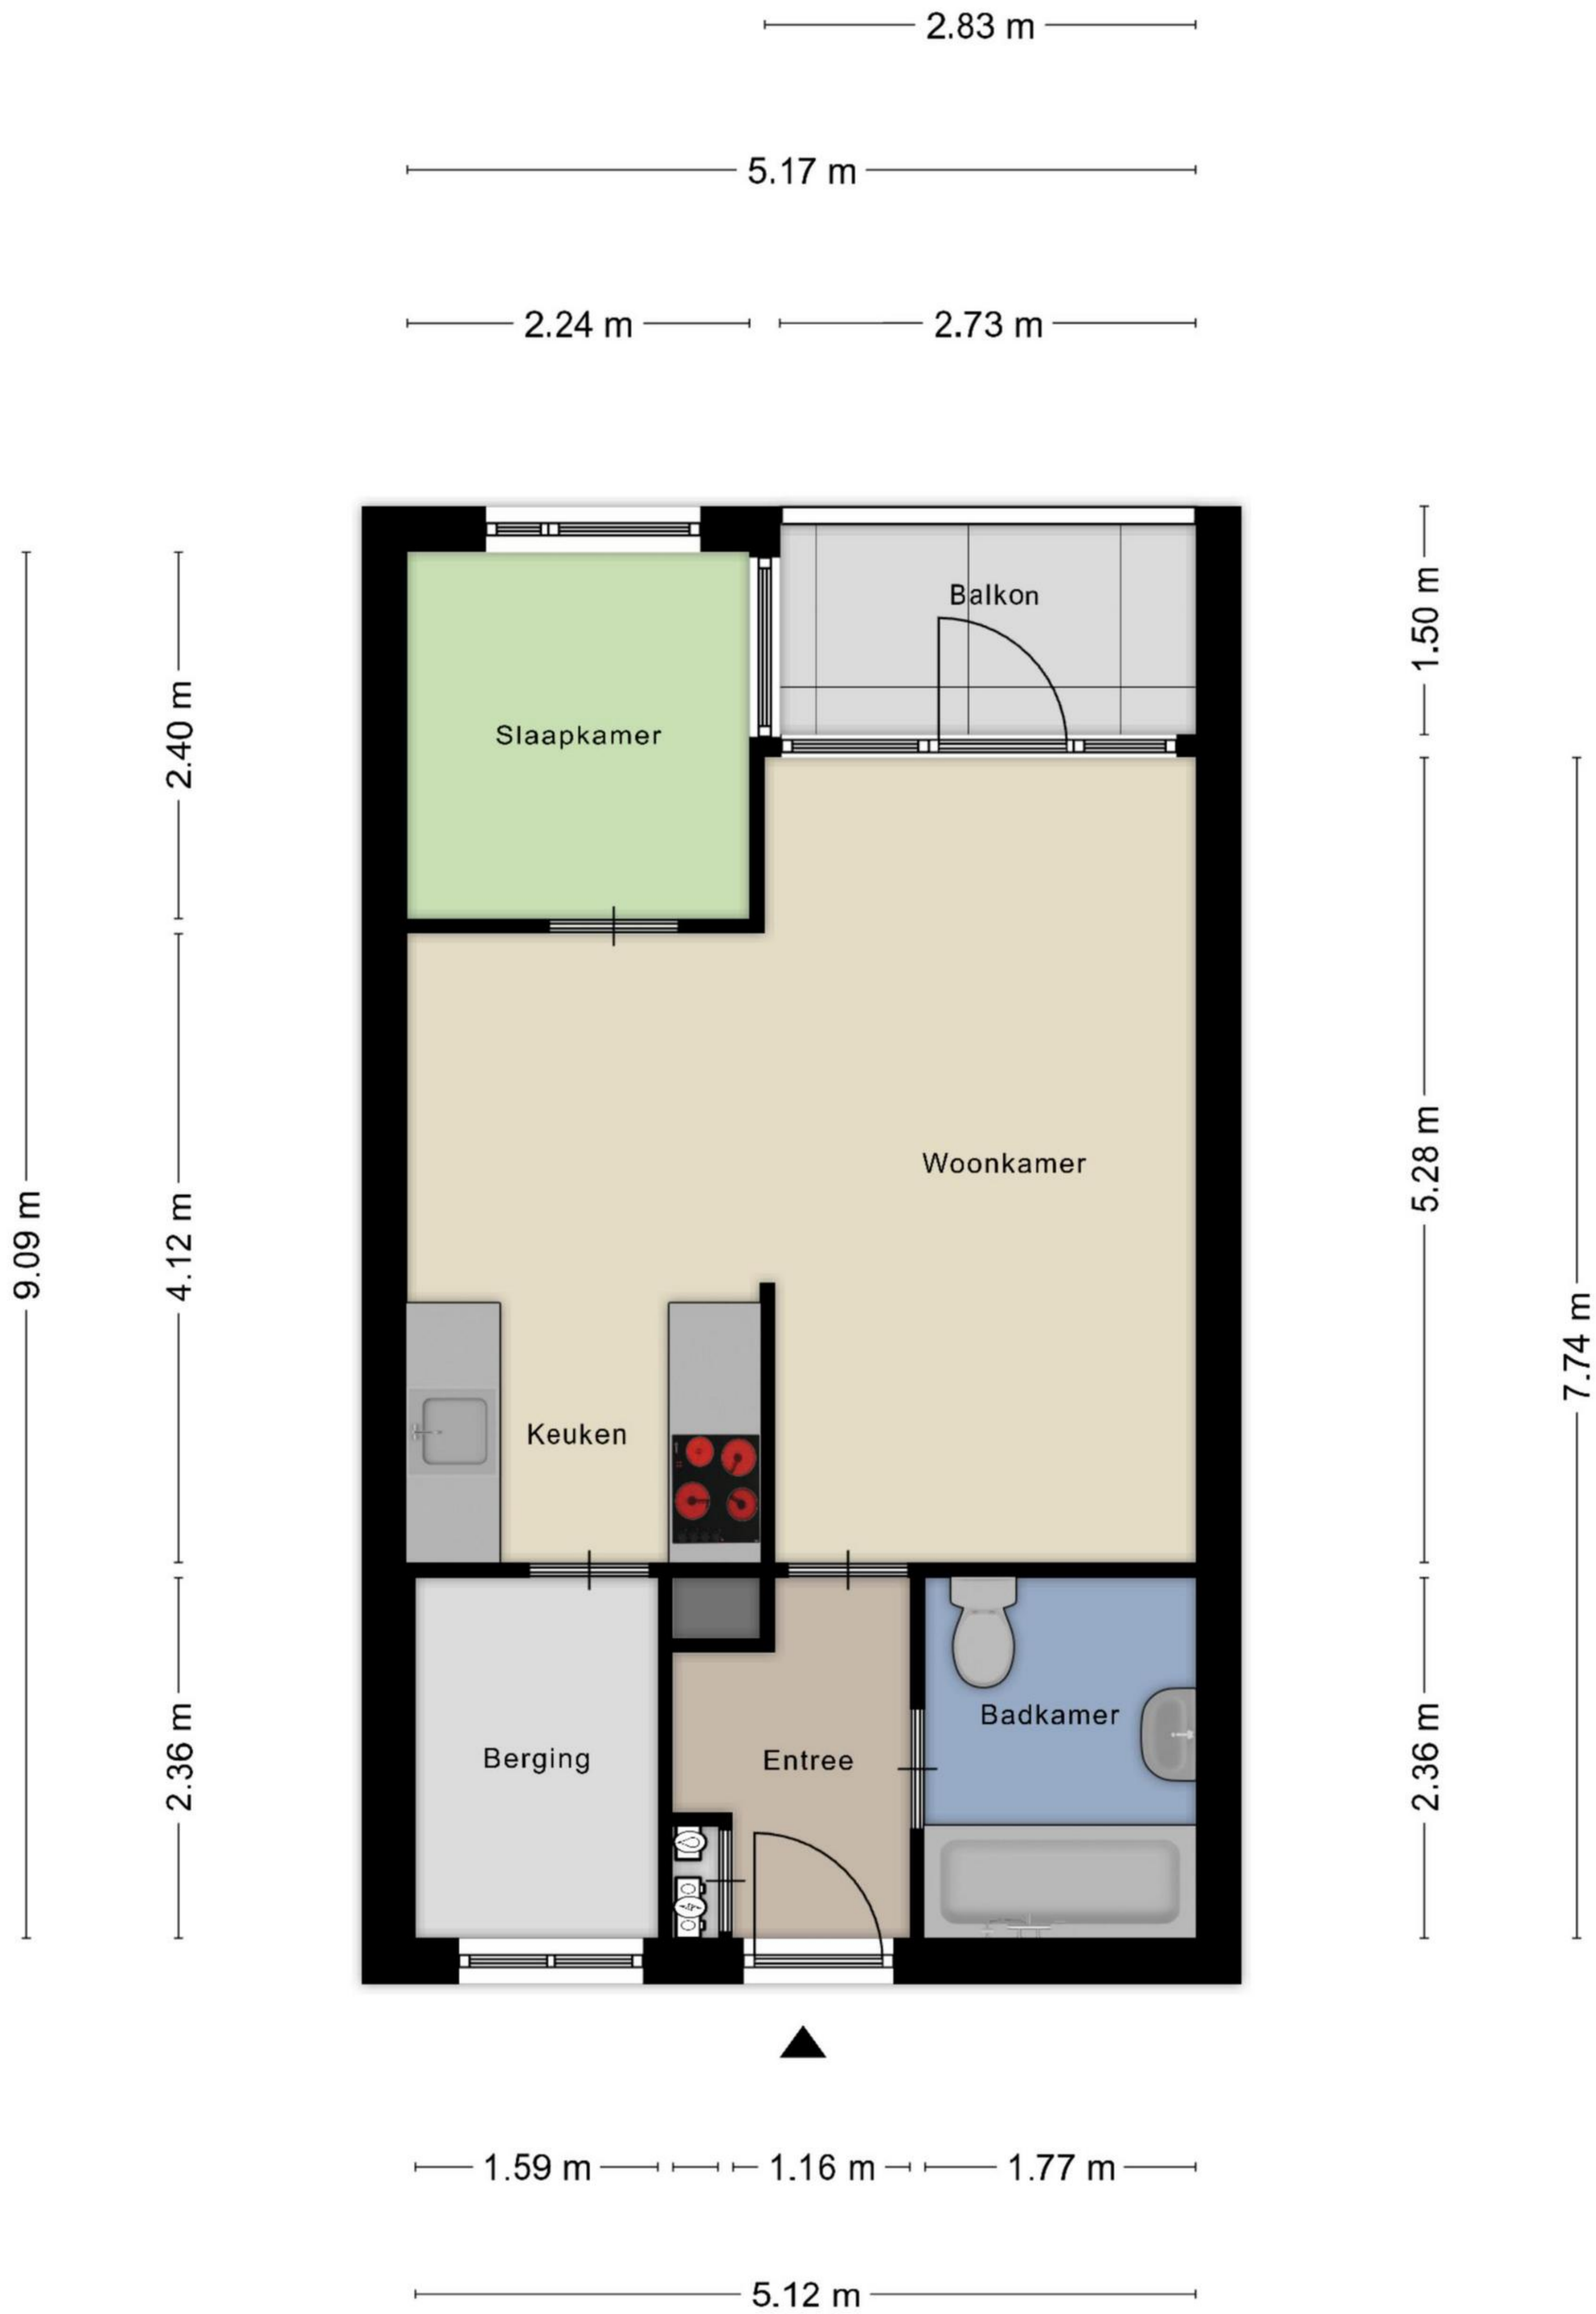 2.83 m
5.17 m
2.24 m
2.73 m
Balkon
1.50 m
Slaapkamer
2.40 m
Woonkamer
5.28 m
9.09 m
4.12 m
7.74 m
Keuken
Badkamer
Berging
Entree
2.36 m
2.36 m
1.59 m
1.16 m
1.77 m
5.12 m